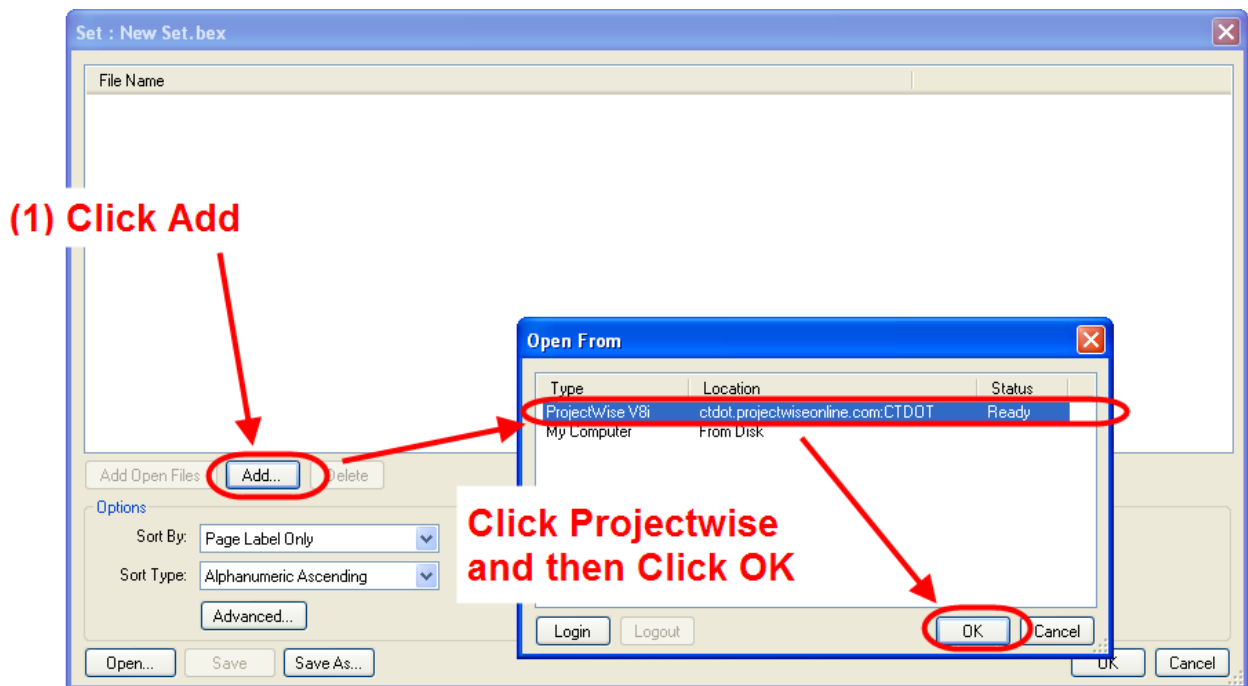 Set : New Set.bex
File Name
(1) Click Add
Open From
Type Location Status
ProjectWise V8i ctdot.projectwiseonline.com:CTDOT Ready
My Computer From Disk
Add Open Files Add... Delete
Options
Sort By: Page Label Only
Sort Type: Alphanumeric Ascending
Advanced...
Click Projectwise
and then Click OK
Login Logout OK Cancel
Open... Save Save As... OK Cancel